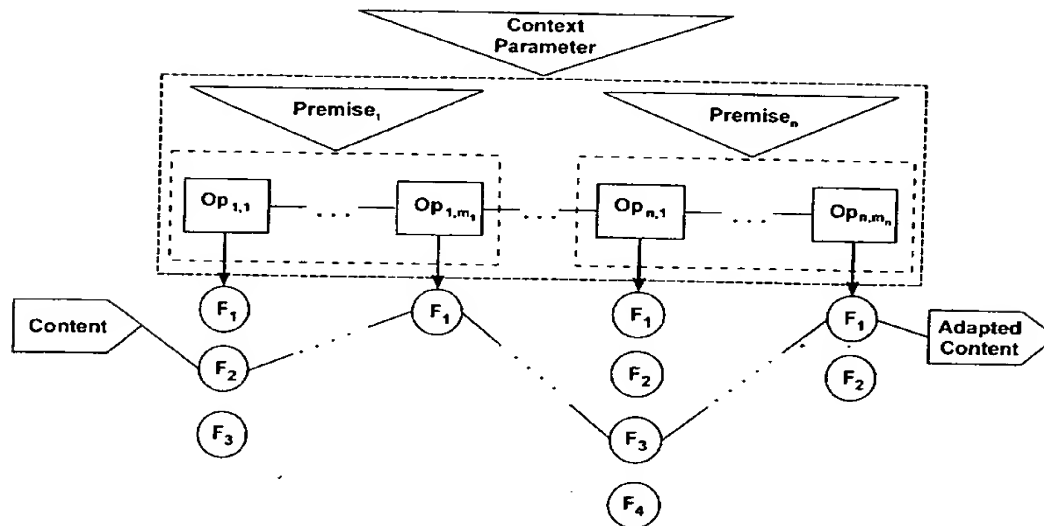 Context
Parameter
Premise₁ Premiseₙ
Op₁,₁ ... Op₁,ₘ₁ ... Opₙ,₁ ... Opₙ,ₘₙ
F₁ F₁ F₁ F₁
Content
Adapted
Content
F₂ F₂ F₂
F₃ F₃
F₄